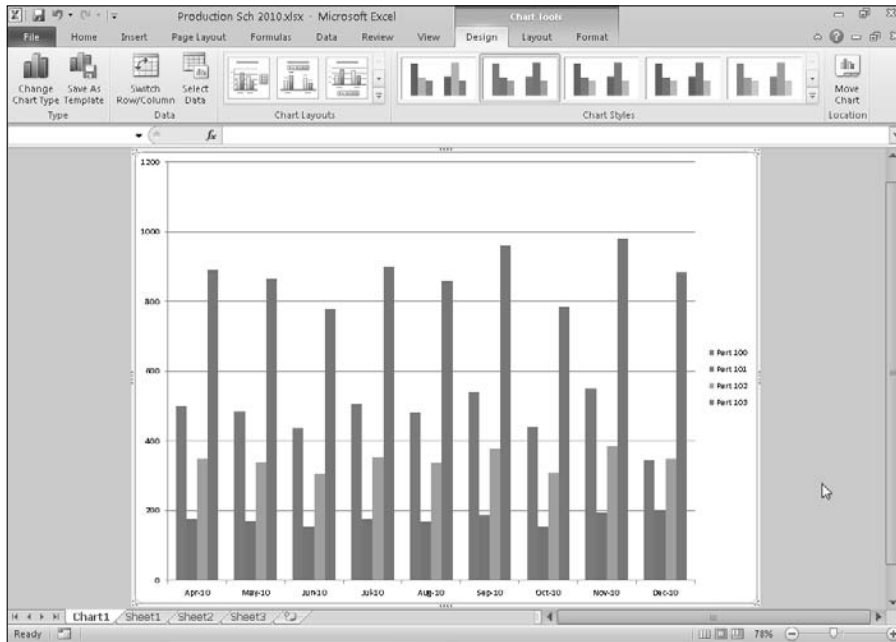 Production Sch 2010.xlsx - Microsoft Excel
Chart Tools
File Home Insert Page Layout Formulas Data Review View Design Layout Format
Change Chart Type
Save As Template
Switch Row/Column
Select Data
Move Chart
Type Data Chart Layouts Chart Styles Location
fx
1200
1000
800
600
400
200
0
Part 100
Part 101
Part 102
Part 103
Apr-10 May-10 Jun-10 Jul-10 Aug-10 Sep-10 Oct-10 Nov-10 Dec-10
Chart1 Sheet1 Sheet2 Sheet3
Ready 78%